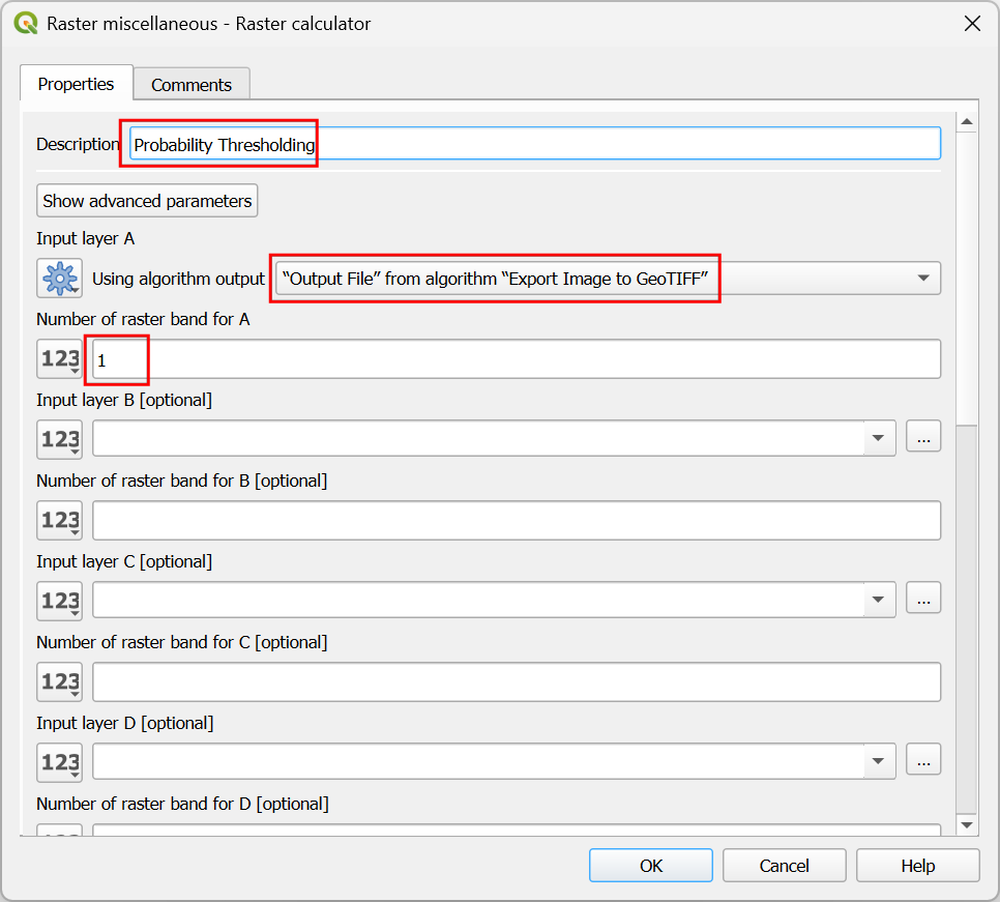 Raster miscellaneous - Raster calculator
Properties
Comments
Description
Probability Thresholding
Show advanced parameters
Input layer A
Using algorithm output
“Output File” from algorithm “Export Image to GeoTIFF”
Number of raster band for A
123
1
Input layer B [optional]
123
...
Number of raster band for B [optional]
123
Input layer C [optional]
123
...
Number of raster band for C [optional]
123
Input layer D [optional]
123
...
Number of raster band for D [optional]
OK
Cancel
Help